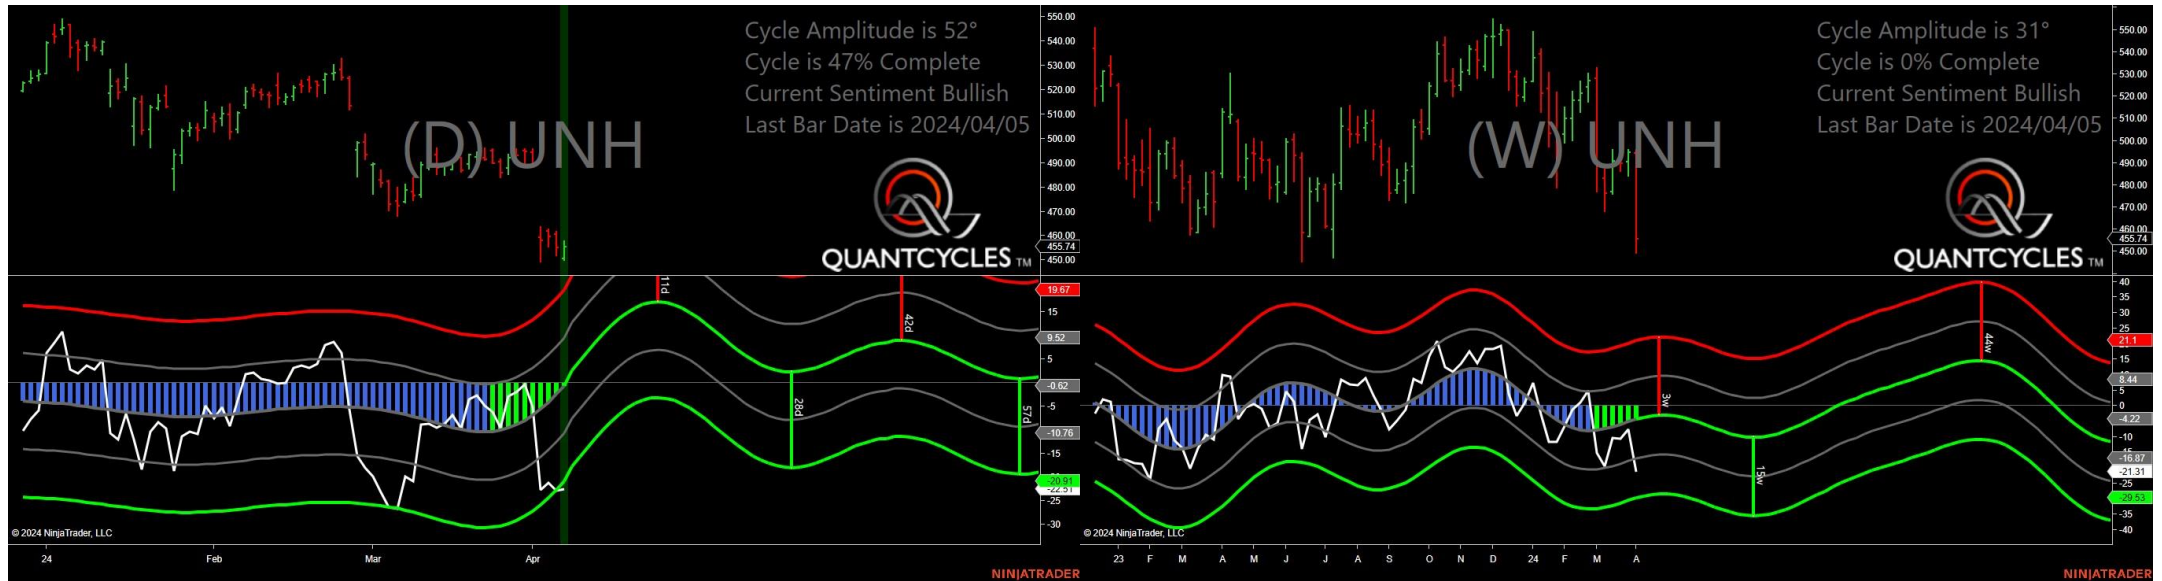 Cycle Amplitude is 52°
Cycle is 47% Complete
Current Sentiment Bullish
Last Bar Date is 2024/04/05
(D) UNH
QUANTCYCLES TM
550.00
540.00
530.00
520.00
510.00
500.00
490.00
480.00
470.00
460.00
455.74
450.00
11d
42d
28d
57d
19.67
15
9.52
5
-0.62
-5
-10.76
-15
-20.91
-22.51
-25
-30
© 2024 NinjaTrader, LLC
24
Feb
Mar
Apr
NINJATRADER
Cycle Amplitude is 31°
Cycle is 0% Complete
Current Sentiment Bullish
Last Bar Date is 2024/04/05
(W) UNH
QUANTCYCLES TM
550.00
540.00
530.00
520.00
510.00
500.00
490.00
480.00
470.00
460.00
455.74
450.00
3w
44w
15w
40
35
30
25
21.1
15
8.44
5
0
-4.22
-10
-16.87
-21.31
-25
-29.53
-35
-40
© 2024 NinjaTrader, LLC
23
F
M
A
M
J
J
A
S
O
N
D
24
F
M
A
NINJATRADER